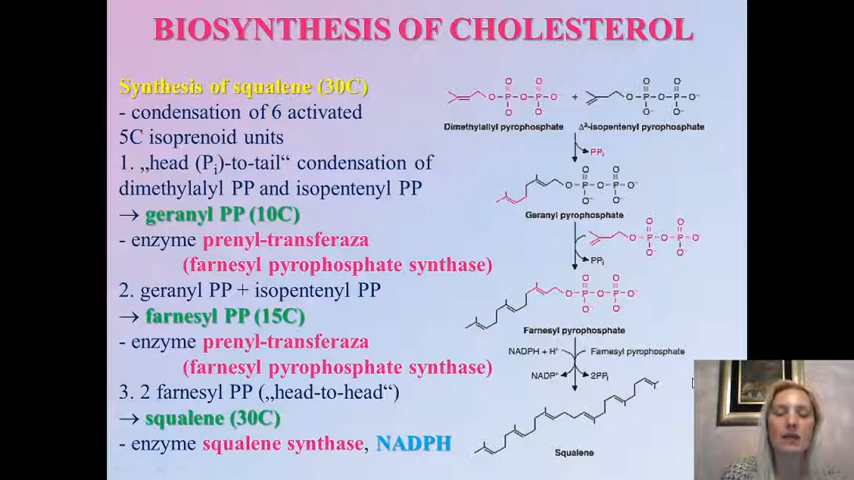 BIOSYNTHESIS OF CHOLESTEROL
Synthesis of squalene (30C)
- condensation of 6 activated
5C isoprenoid units
1. „head (Pi)-to-tail“ condensation of
dimethylalyl PP and isopentenyl PP
→ geranyl PP (10C)
- enzyme prenyl-transferaza
(farnesyl pyrophosphate synthase)
2. geranyl PP + isopentenyl PP
→ farnesyl PP (15C)
- enzyme prenyl-transferaza
(farnesyl pyrophosphate synthase)
3. 2 farnesyl PP („head-to-head“)
→ squalene (30C)
- enzyme squalene synthase, NADPH
O O O O
O P O P O⁻ + O P O P O⁻
O⁻ O⁻ O⁻ O⁻
Dimethylallyl pyrophosphate Δ³-isopentenyl pyrophosphate
PPi
O O
O P O P O⁻
O⁻ O⁻
Geranyl pyrophosphate
O O
O P O P O⁻
O⁻ O⁻
PPi
O O
O P O P O⁻
O⁻ O⁻
Farnesyl pyrophosphate
NADPH + H⁺ Farnesyl pyrophosphate
NADP⁺ 2PPi
Squalene